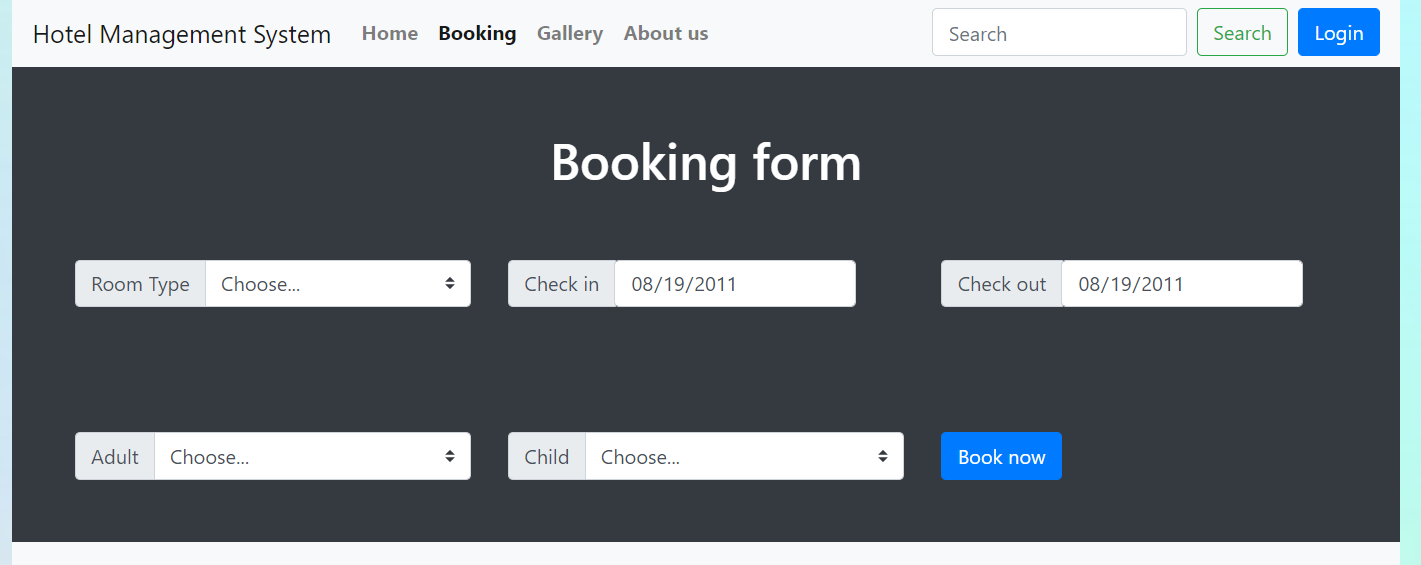 Hotel Management System Home Booking Gallery About us Search Search Login
Booking form
Room Type Choose... Check in 08/19/2011 Check out 08/19/2011
Adult Choose... Child Choose... Book now